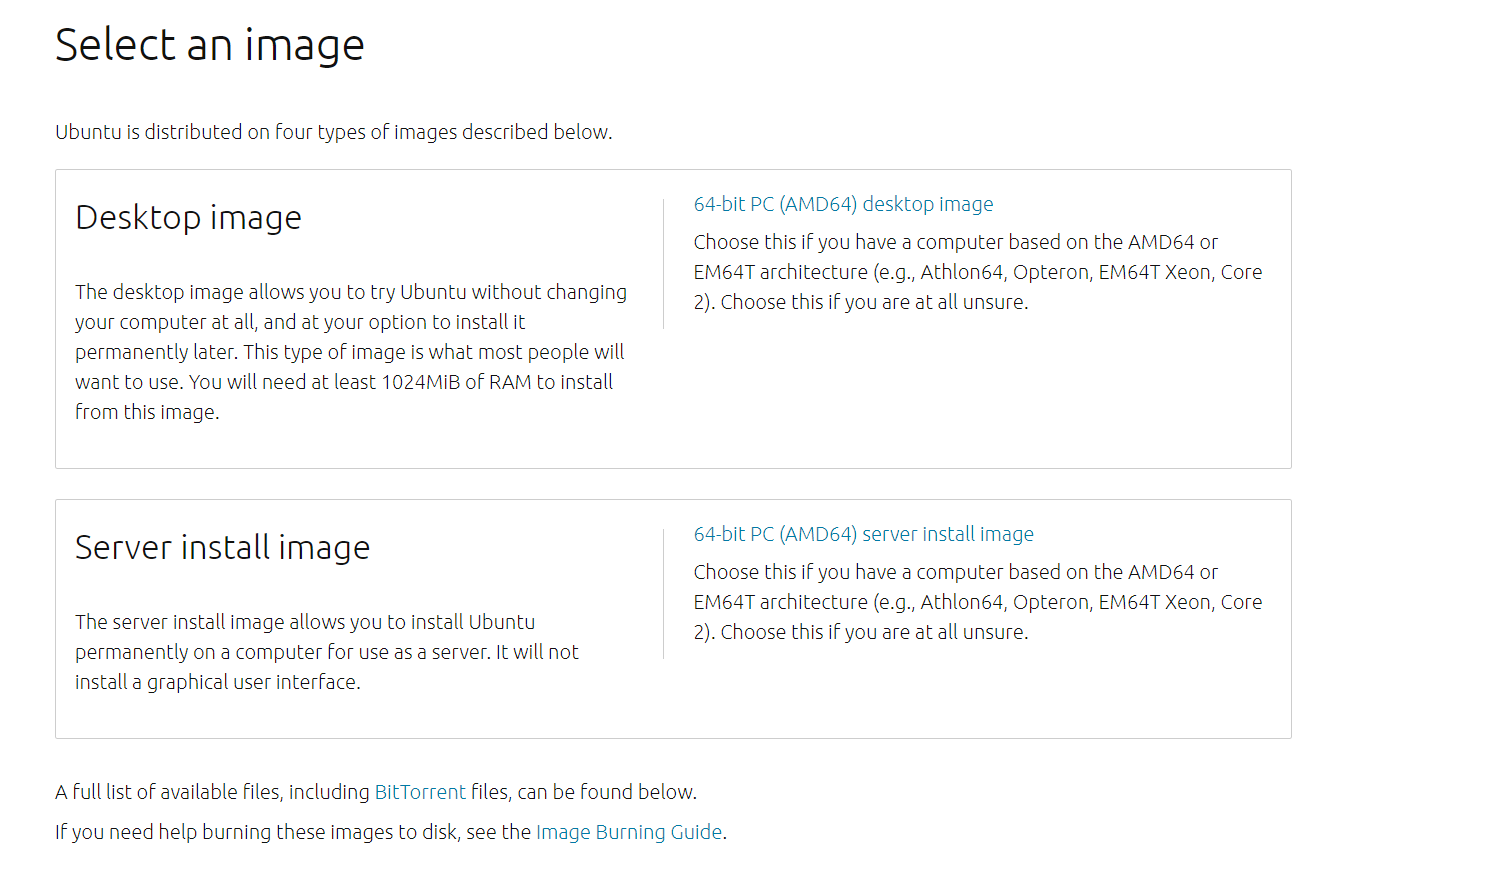 Select an image
Ubuntu is distributed on four types of images described below.
Desktop image
The desktop image allows you to try Ubuntu without changing
your computer at all, and at your option to install it
permanently later. This type of image is what most people will
want to use. You will need at least 1024MiB of RAM to install
from this image.
64-bit PC (AMD64) desktop image
Choose this if you have a computer based on the AMD64 or
EM64T architecture (e.g., Athlon64, Opteron, EM64T Xeon, Core
2). Choose this if you are at all unsure.
Server install image
The server install image allows you to install Ubuntu
permanently on a computer for use as a server. It will not
install a graphical user interface.
64-bit PC (AMD64) server install image
Choose this if you have a computer based on the AMD64 or
EM64T architecture (e.g., Athlon64, Opteron, EM64T Xeon, Core
2). Choose this if you are at all unsure.
A full list of available files, including BitTorrent files, can be found below.
If you need help burning these images to disk, see the Image Burning Guide.